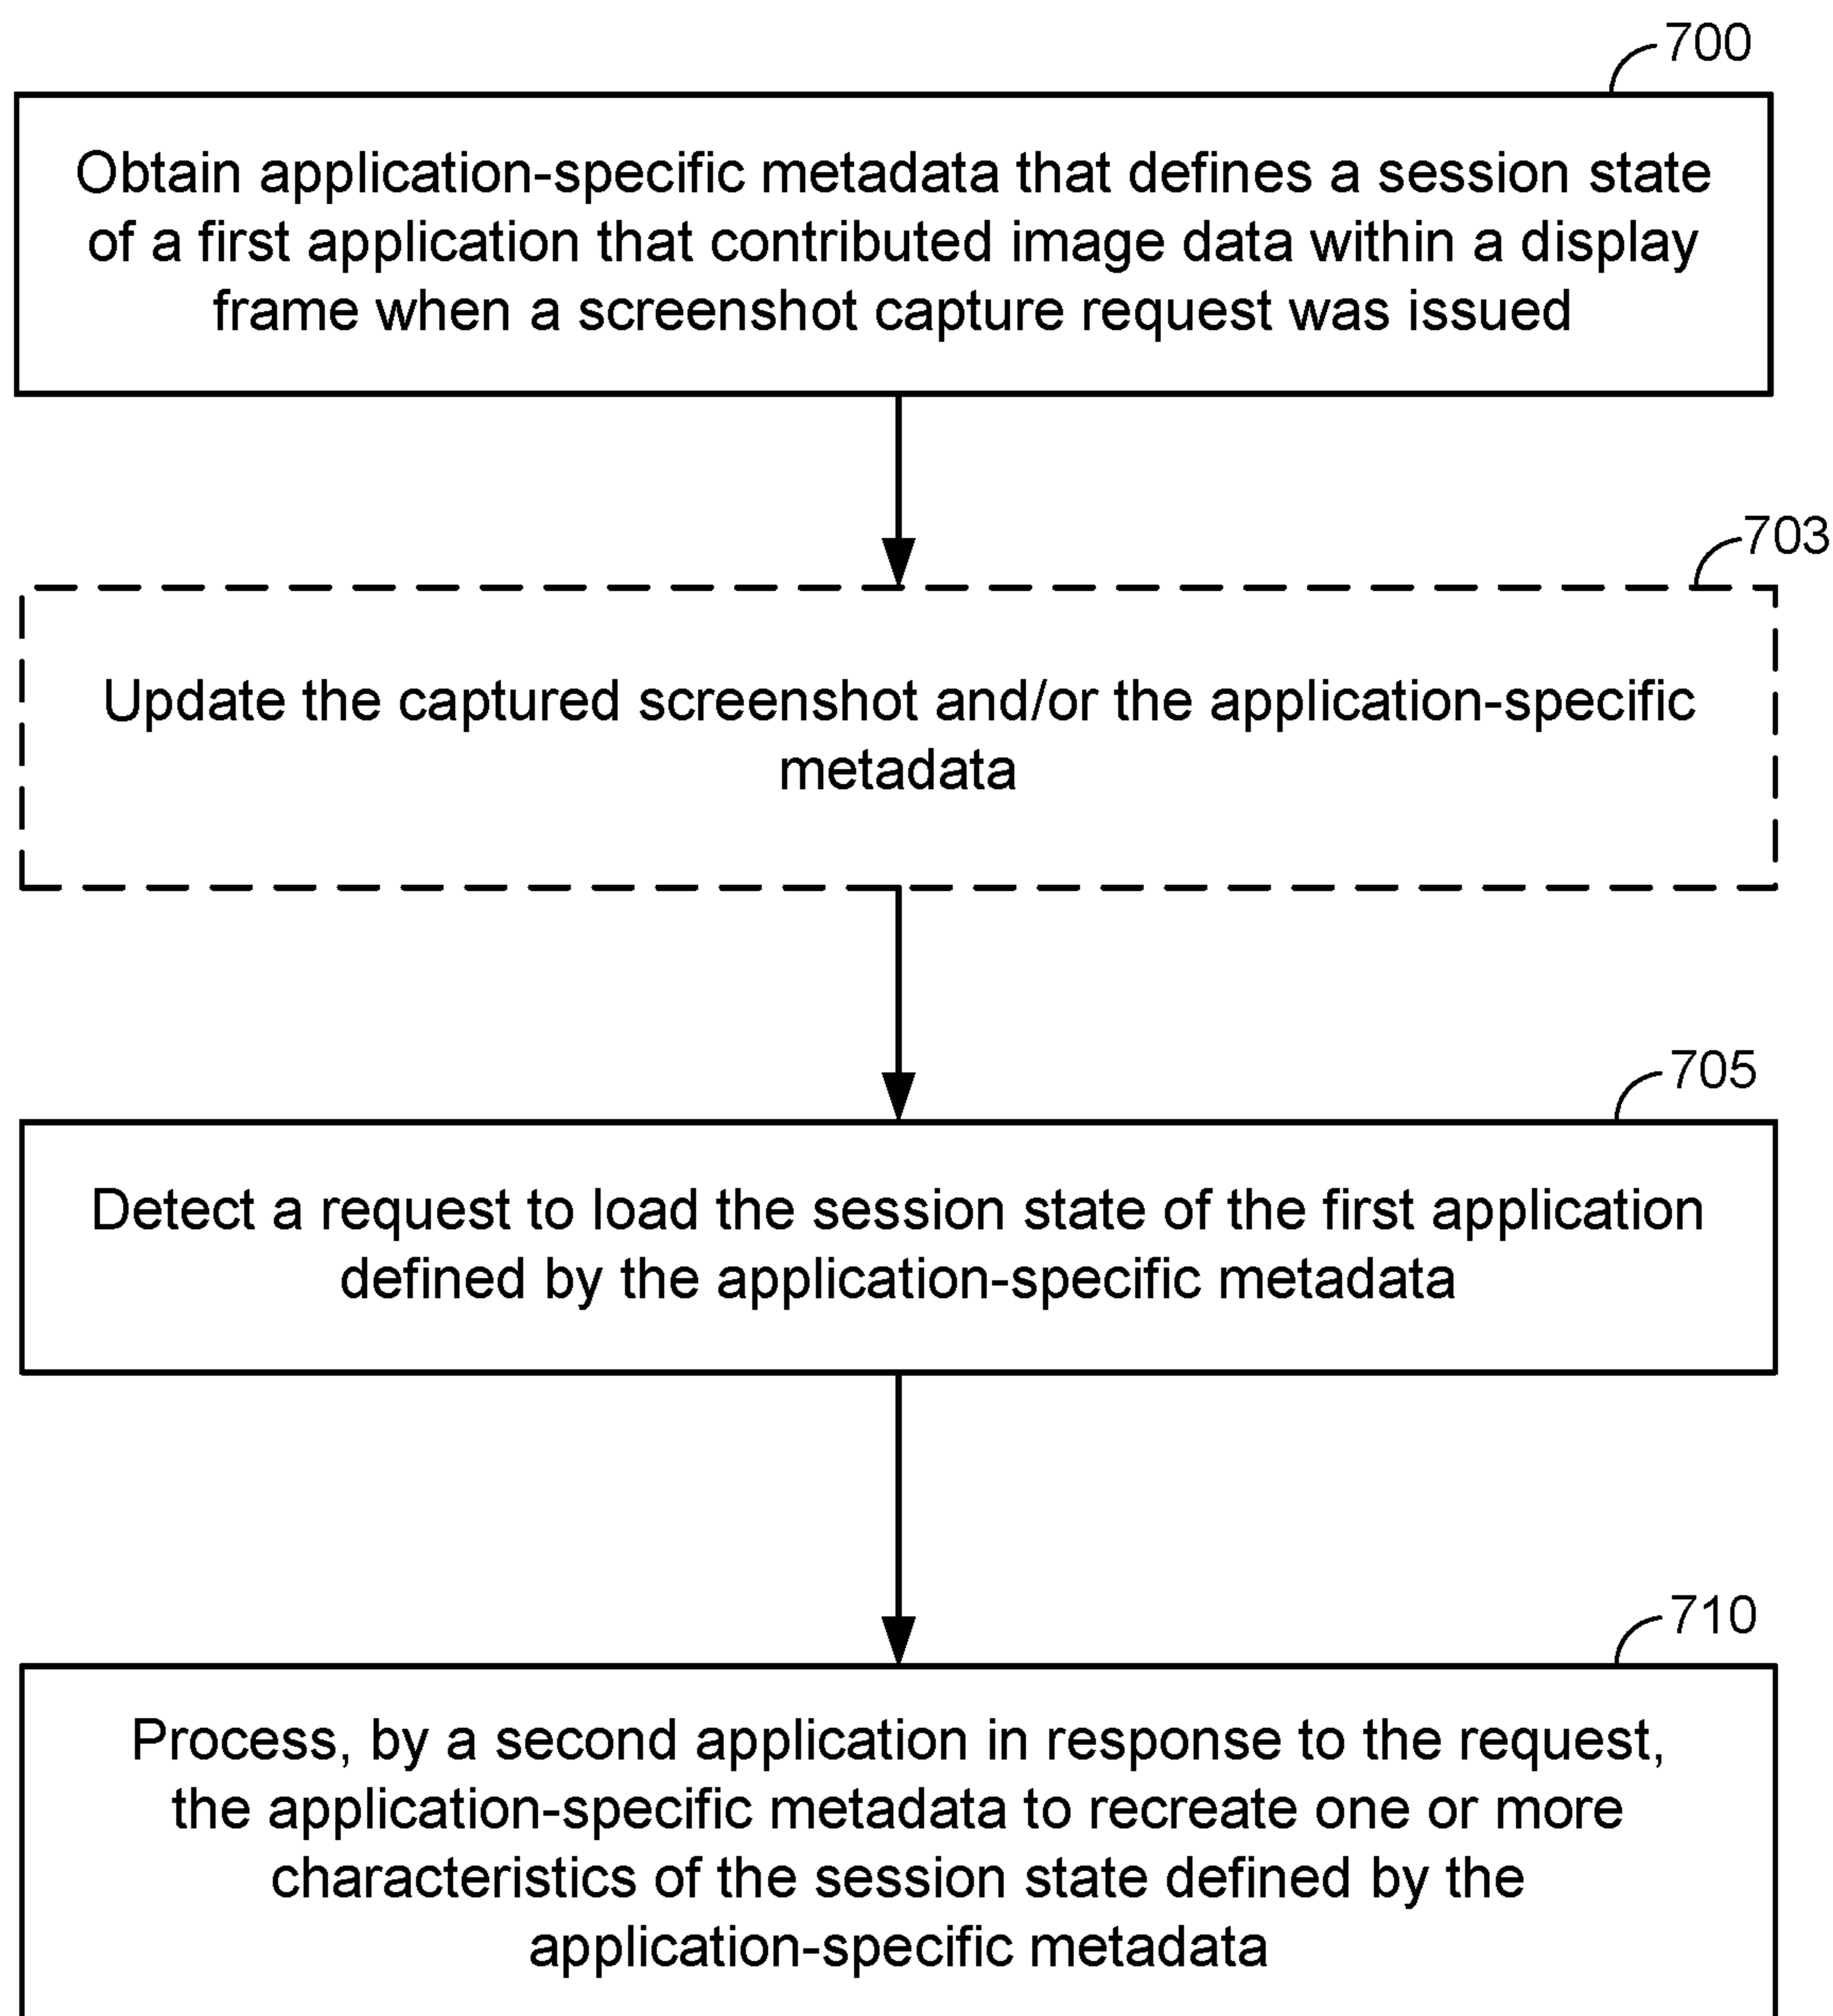 700
Obtain application-specific metadata that defines a session state
of a first application that contributed image data within a display
frame when a screenshot capture request was issued
703
Update the captured screenshot and/or the application-specific
metadata
705
Detect a request to load the session state of the first application
defined by the application-specific metadata
710
Process, by a second application in response to the request,
the application-specific metadata to recreate one or more
characteristics of the session state defined by the
application-specific metadata